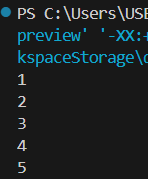 PS C:\Users\USE
preview' '-XX:+
kspaceStorage\c
1
2
3
4
5